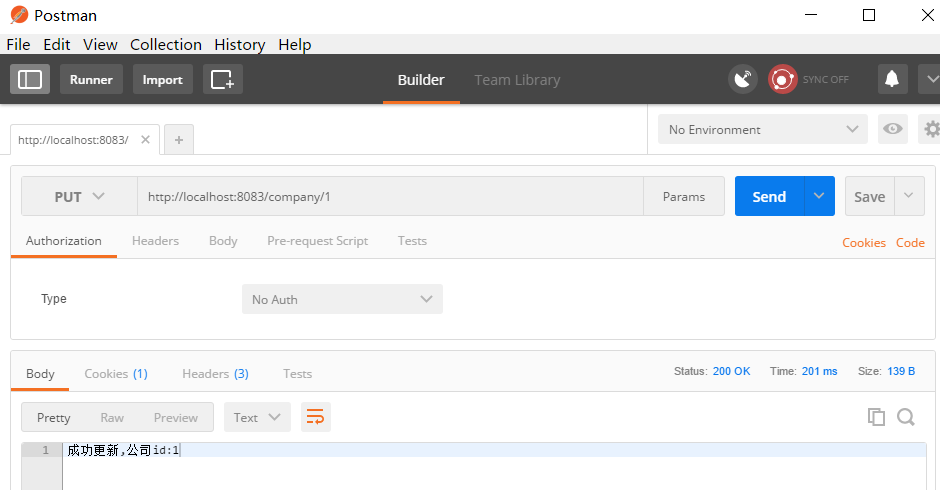 Postman
File Edit View Collection History Help
Runner Import Builder Team Library SYNC OFF
http://localhost:8083/ No Environment
PUT http://localhost:8083/company/1 Params Send Save
Authorization Headers Body Pre-request Script Tests Cookies Code
Type No Auth
Body Cookies (1) Headers (3) Tests Status: 200 OK Time: 201 ms Size: 139 B
Pretty Raw Preview Text
1 成功更新,公司id:1